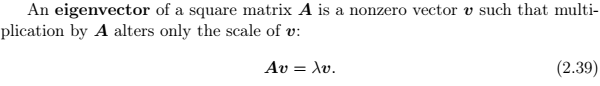 An eigenvector of a square matrix A is a nonzero vector v such that multi-
plication by A alters only the scale of v:
Av = λv. (2.39)